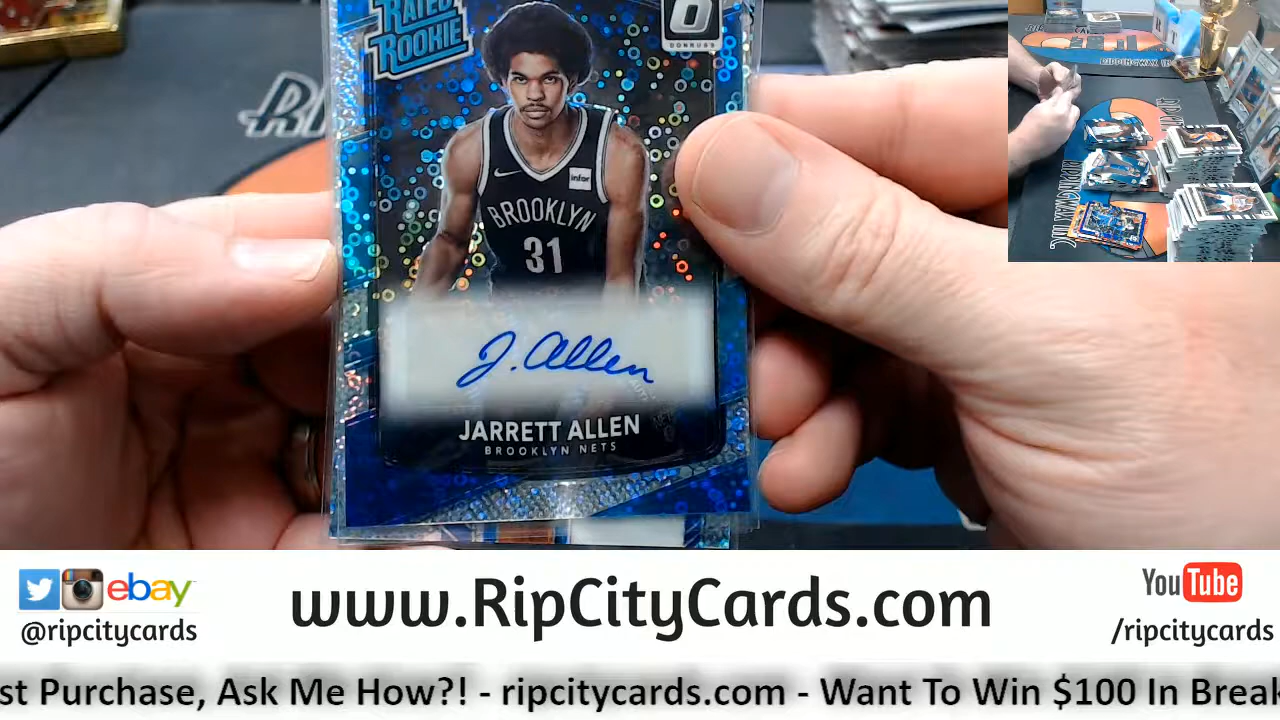 RATED
ROOKIE
DONRUSS
infor
BROOKLYN
31
J. Allen
JARRETT ALLEN
BROOKLYN NETS
ebay
@ripcitycards
www.RipCityCards.com
YouTube
/ripcitycards
st Purchase, Ask Me How?! - ripcitycards.com - Want To Win $100 In Break